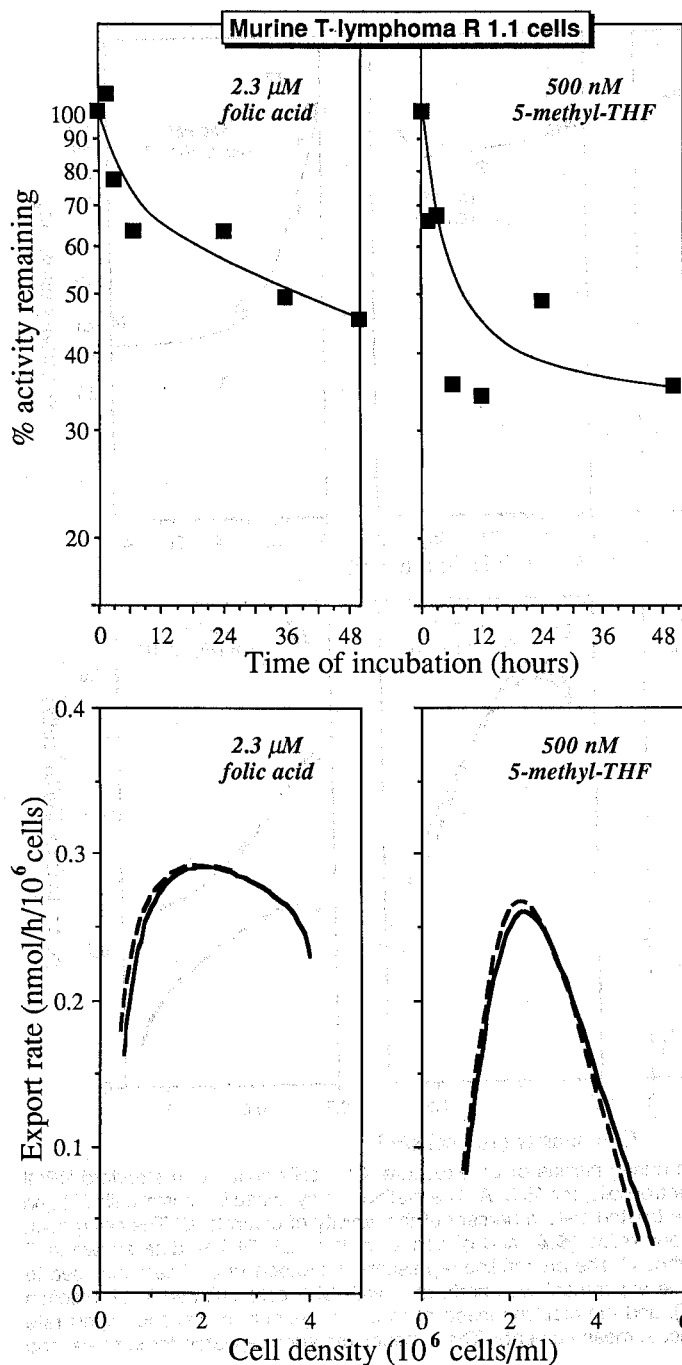 Murine T-lymphoma R 1.1 cells
2.3 µM
folic acid
500 nM
5-methyl-THF
% activity remaining
100
90
80
70
60
50
40
30
20
0 12 24 36 48
0 12 24 36 48
Time of incubation (hours)
2.3 µM
folic acid
500 nM
5-methyl-THF
Export rate (nmol/h/10⁶ cells)
0.4
0.3
0.2
0.1
0
0 2 4
0 2 4 6
Cell density (10⁶ cells/ml)